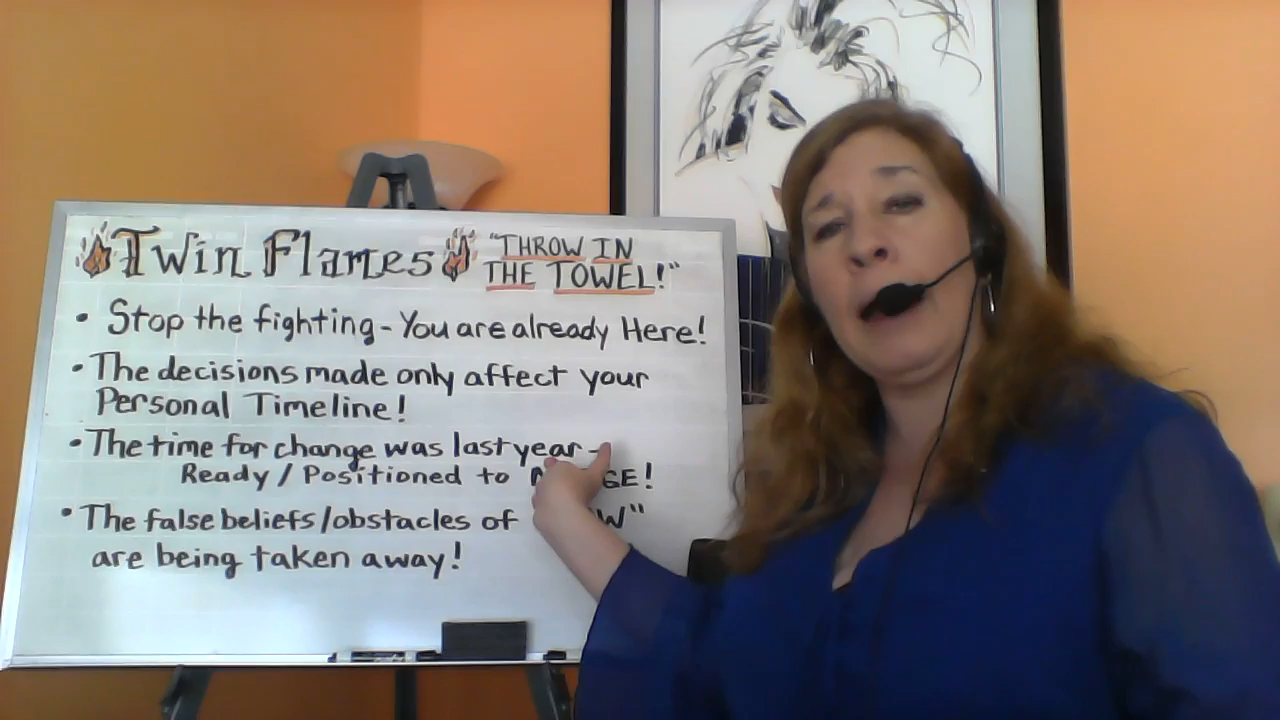 Twin Flames "THROW IN
THE TOWEL!"
• Stop the fighting - You are already Here!
• The decisions made only affect your
Personal Timeline!
• The time for change was last year -
Ready / Positioned to GE!
• The false beliefs/obstacles of W"
are being taken away!